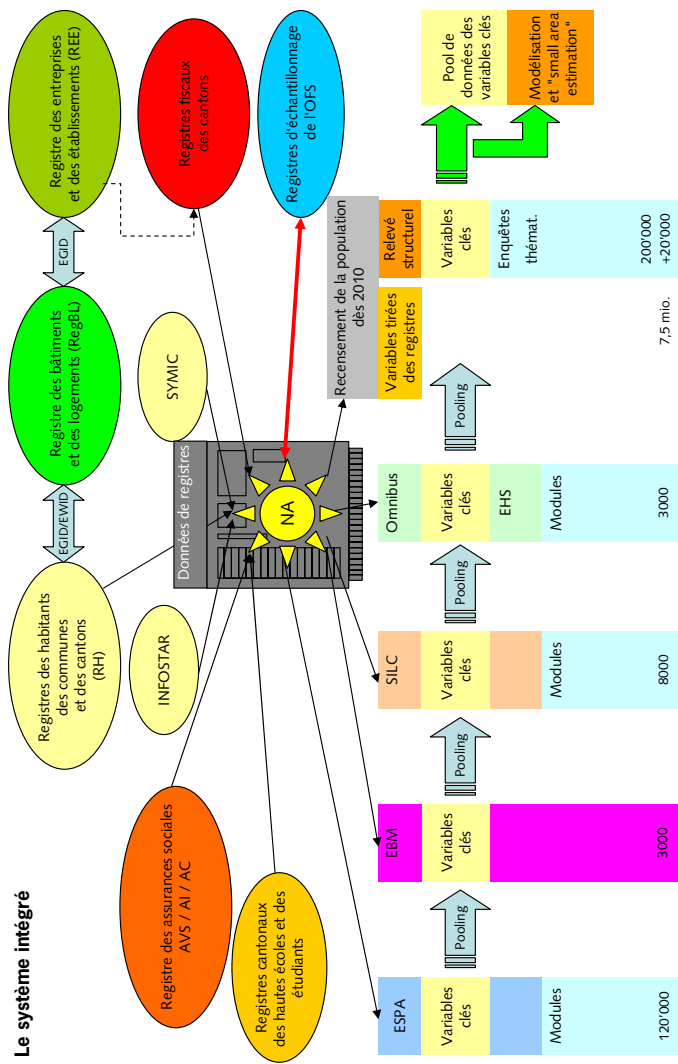 Le système intégré
Registres des habitants
des communes
et des cantons
(RH)
EGID/EWID
Registre des bâtiments
et des logements (RegBL)
EGID
Registre des entreprises
et des établissements (REE)
INFOSTAR
SYMIC
Registres fiscaux
des cantons
Registre des assurances sociales
AVS / AI / AC
Registres cantonaux
des hautes écoles et des
étudiants
Données de registres
NA
Registres d'échantillonnage
de l'OFS
Recensement de la population
dès 2010
ESPA
Variables
clés
Modules
120'000
Pooling
EBM
Variables
clés
3000
Pooling
SILC
Variables
clés
Modules
8000
Pooling
Omnibus
Variables
clés
EHS
Modules
3000
Pooling
Variables tirées
des registres
7,5 mio.
Relevé
structurel
Variables
clés
Enquêtes
thémat.
200'000
+20'000
Pool de
données des
variables clés
Modélisation
et "small area
estimation"